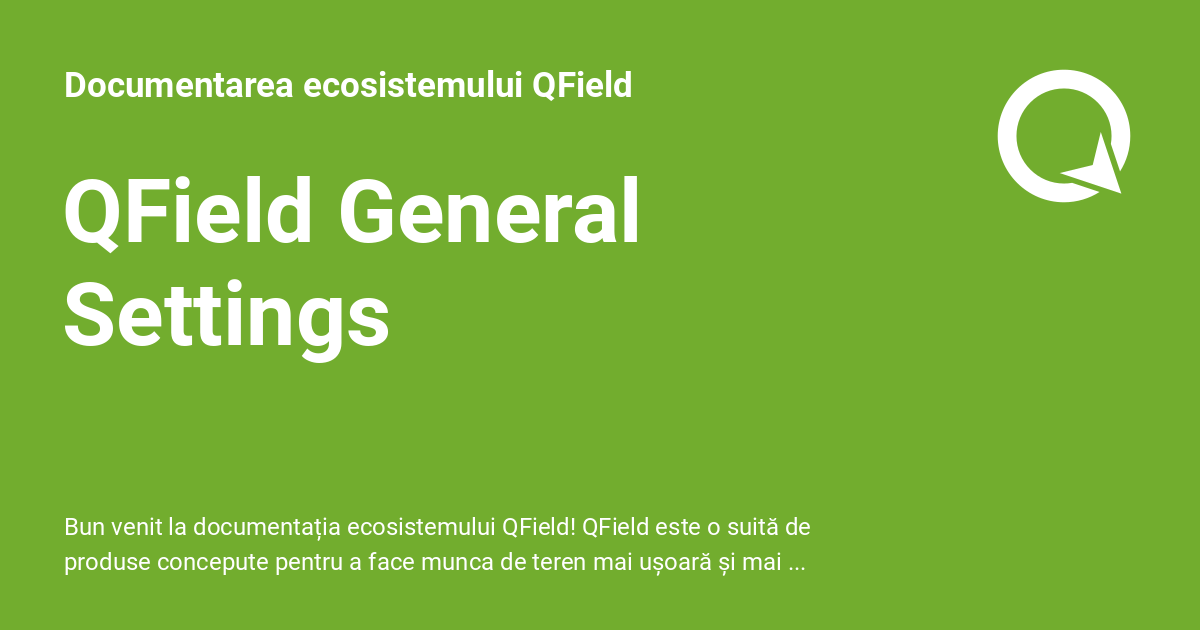 Documentarea ecosistemului QField
QField General
Settings
Bun venit la documentația ecosistemului QField! QField este o suită de
produse concepute pentru a face munca de teren mai ușoară și mai ...